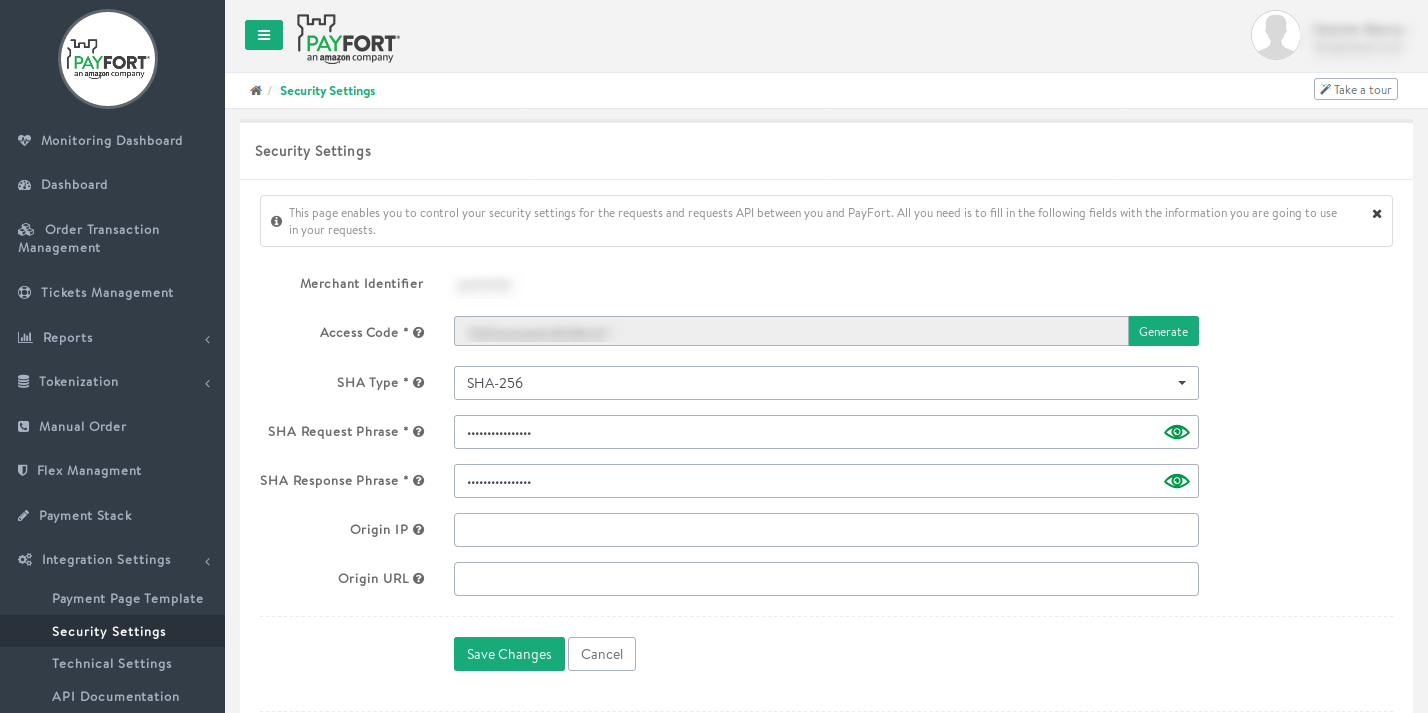 PAYFORT
an amazon company
Monitoring Dashboard
Dashboard
Order Transaction
Management
Tickets Management
Reports
Tokenization
Manual Order
Flex Managment
Payment Stack
Integration Settings
Payment Page Template
Security Settings
Technical Settings
API Documentation
PAYFORT
an amazon company
/ Security Settings
Take a tour
Security Settings
This page enables you to control your security settings for the requests and requests API between you and PayFort. All you need is to fill in the following fields with the information you are going to use
in your requests.
Merchant Identifier
Access Code *
Generate
SHA Type *
SHA-256
SHA Request Phrase *
••••••••••••••••
SHA Response Phrase *
••••••••••••••••
Origin IP
Origin URL
Save Changes
Cancel